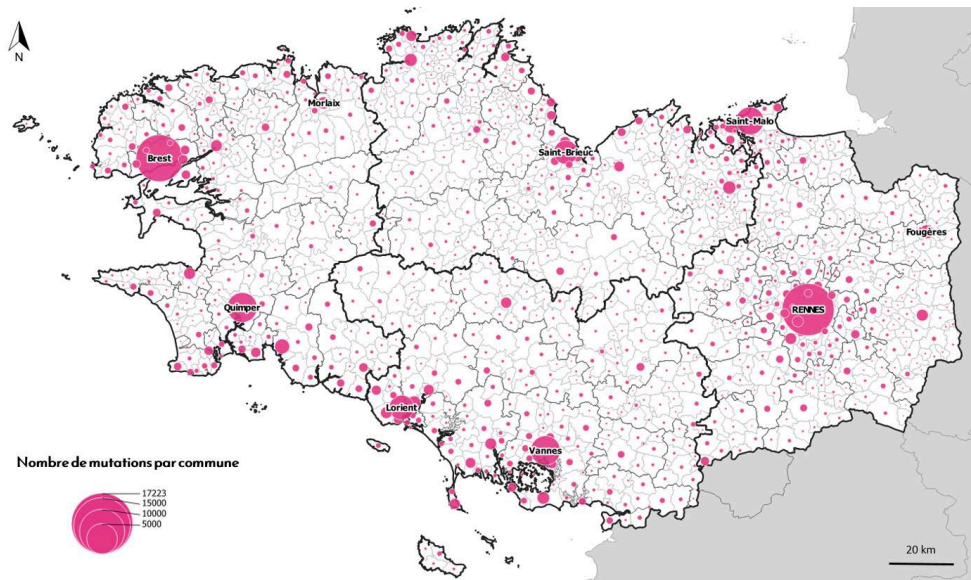 N
Morlaix
Saint-Malo
Brest
Saint-Brieuc
Fougères
Quimper
RENNES
Lorient
Vannes
Nombre de mutations par commune
17223
15000
10000
5000
20 km